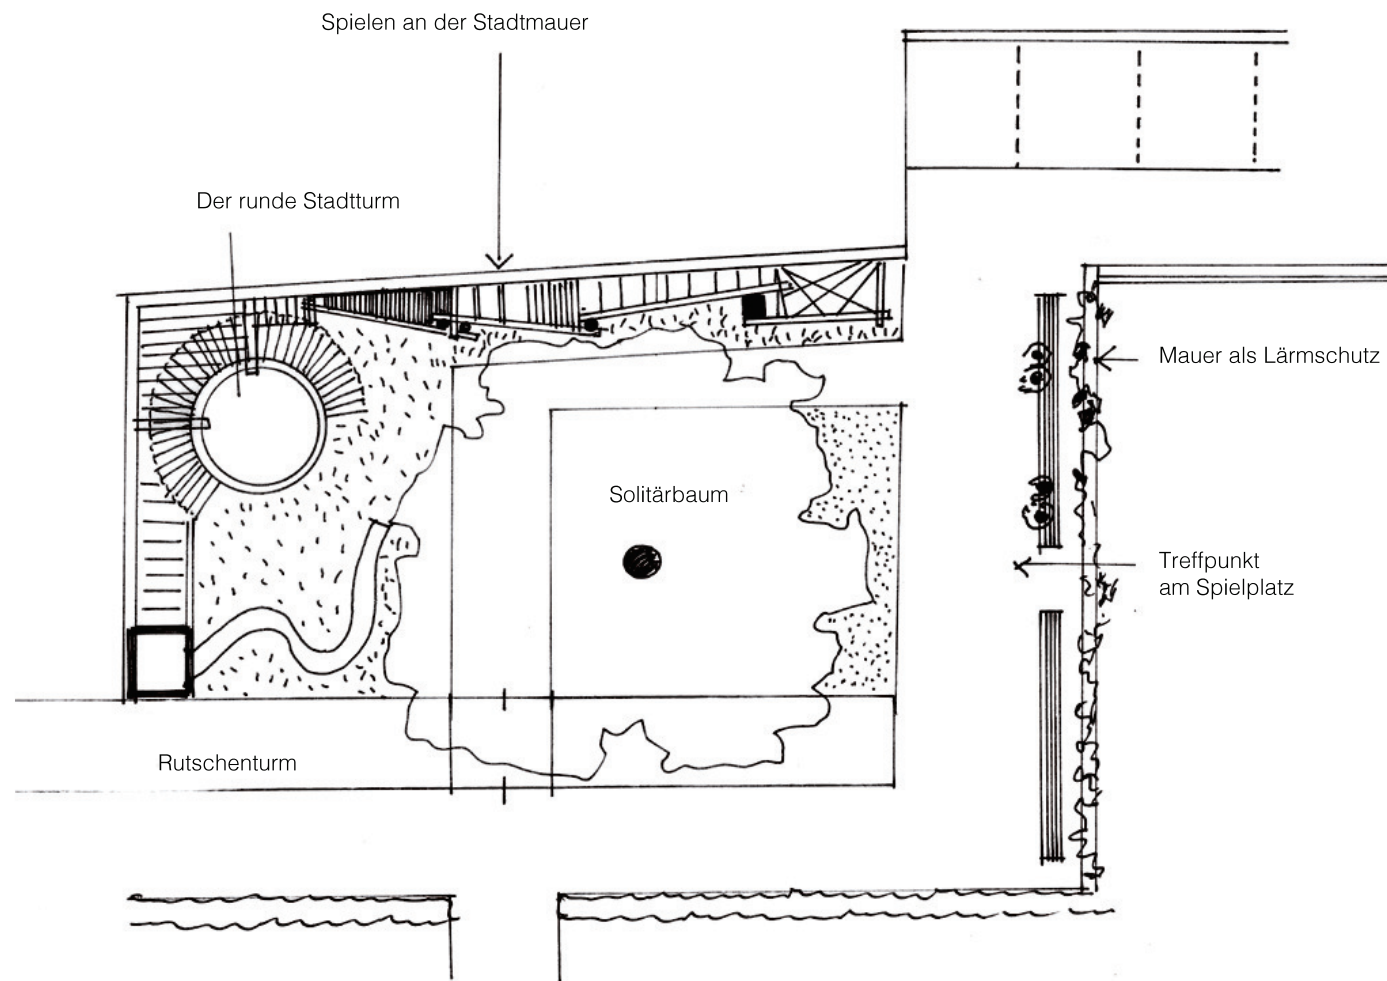 Spielen an der Stadtmauer
Der runde Stadtturm
Mauer als Lärmschutz
Solitärbaum
Treffpunkt
am Spielplatz
Rutschenturm